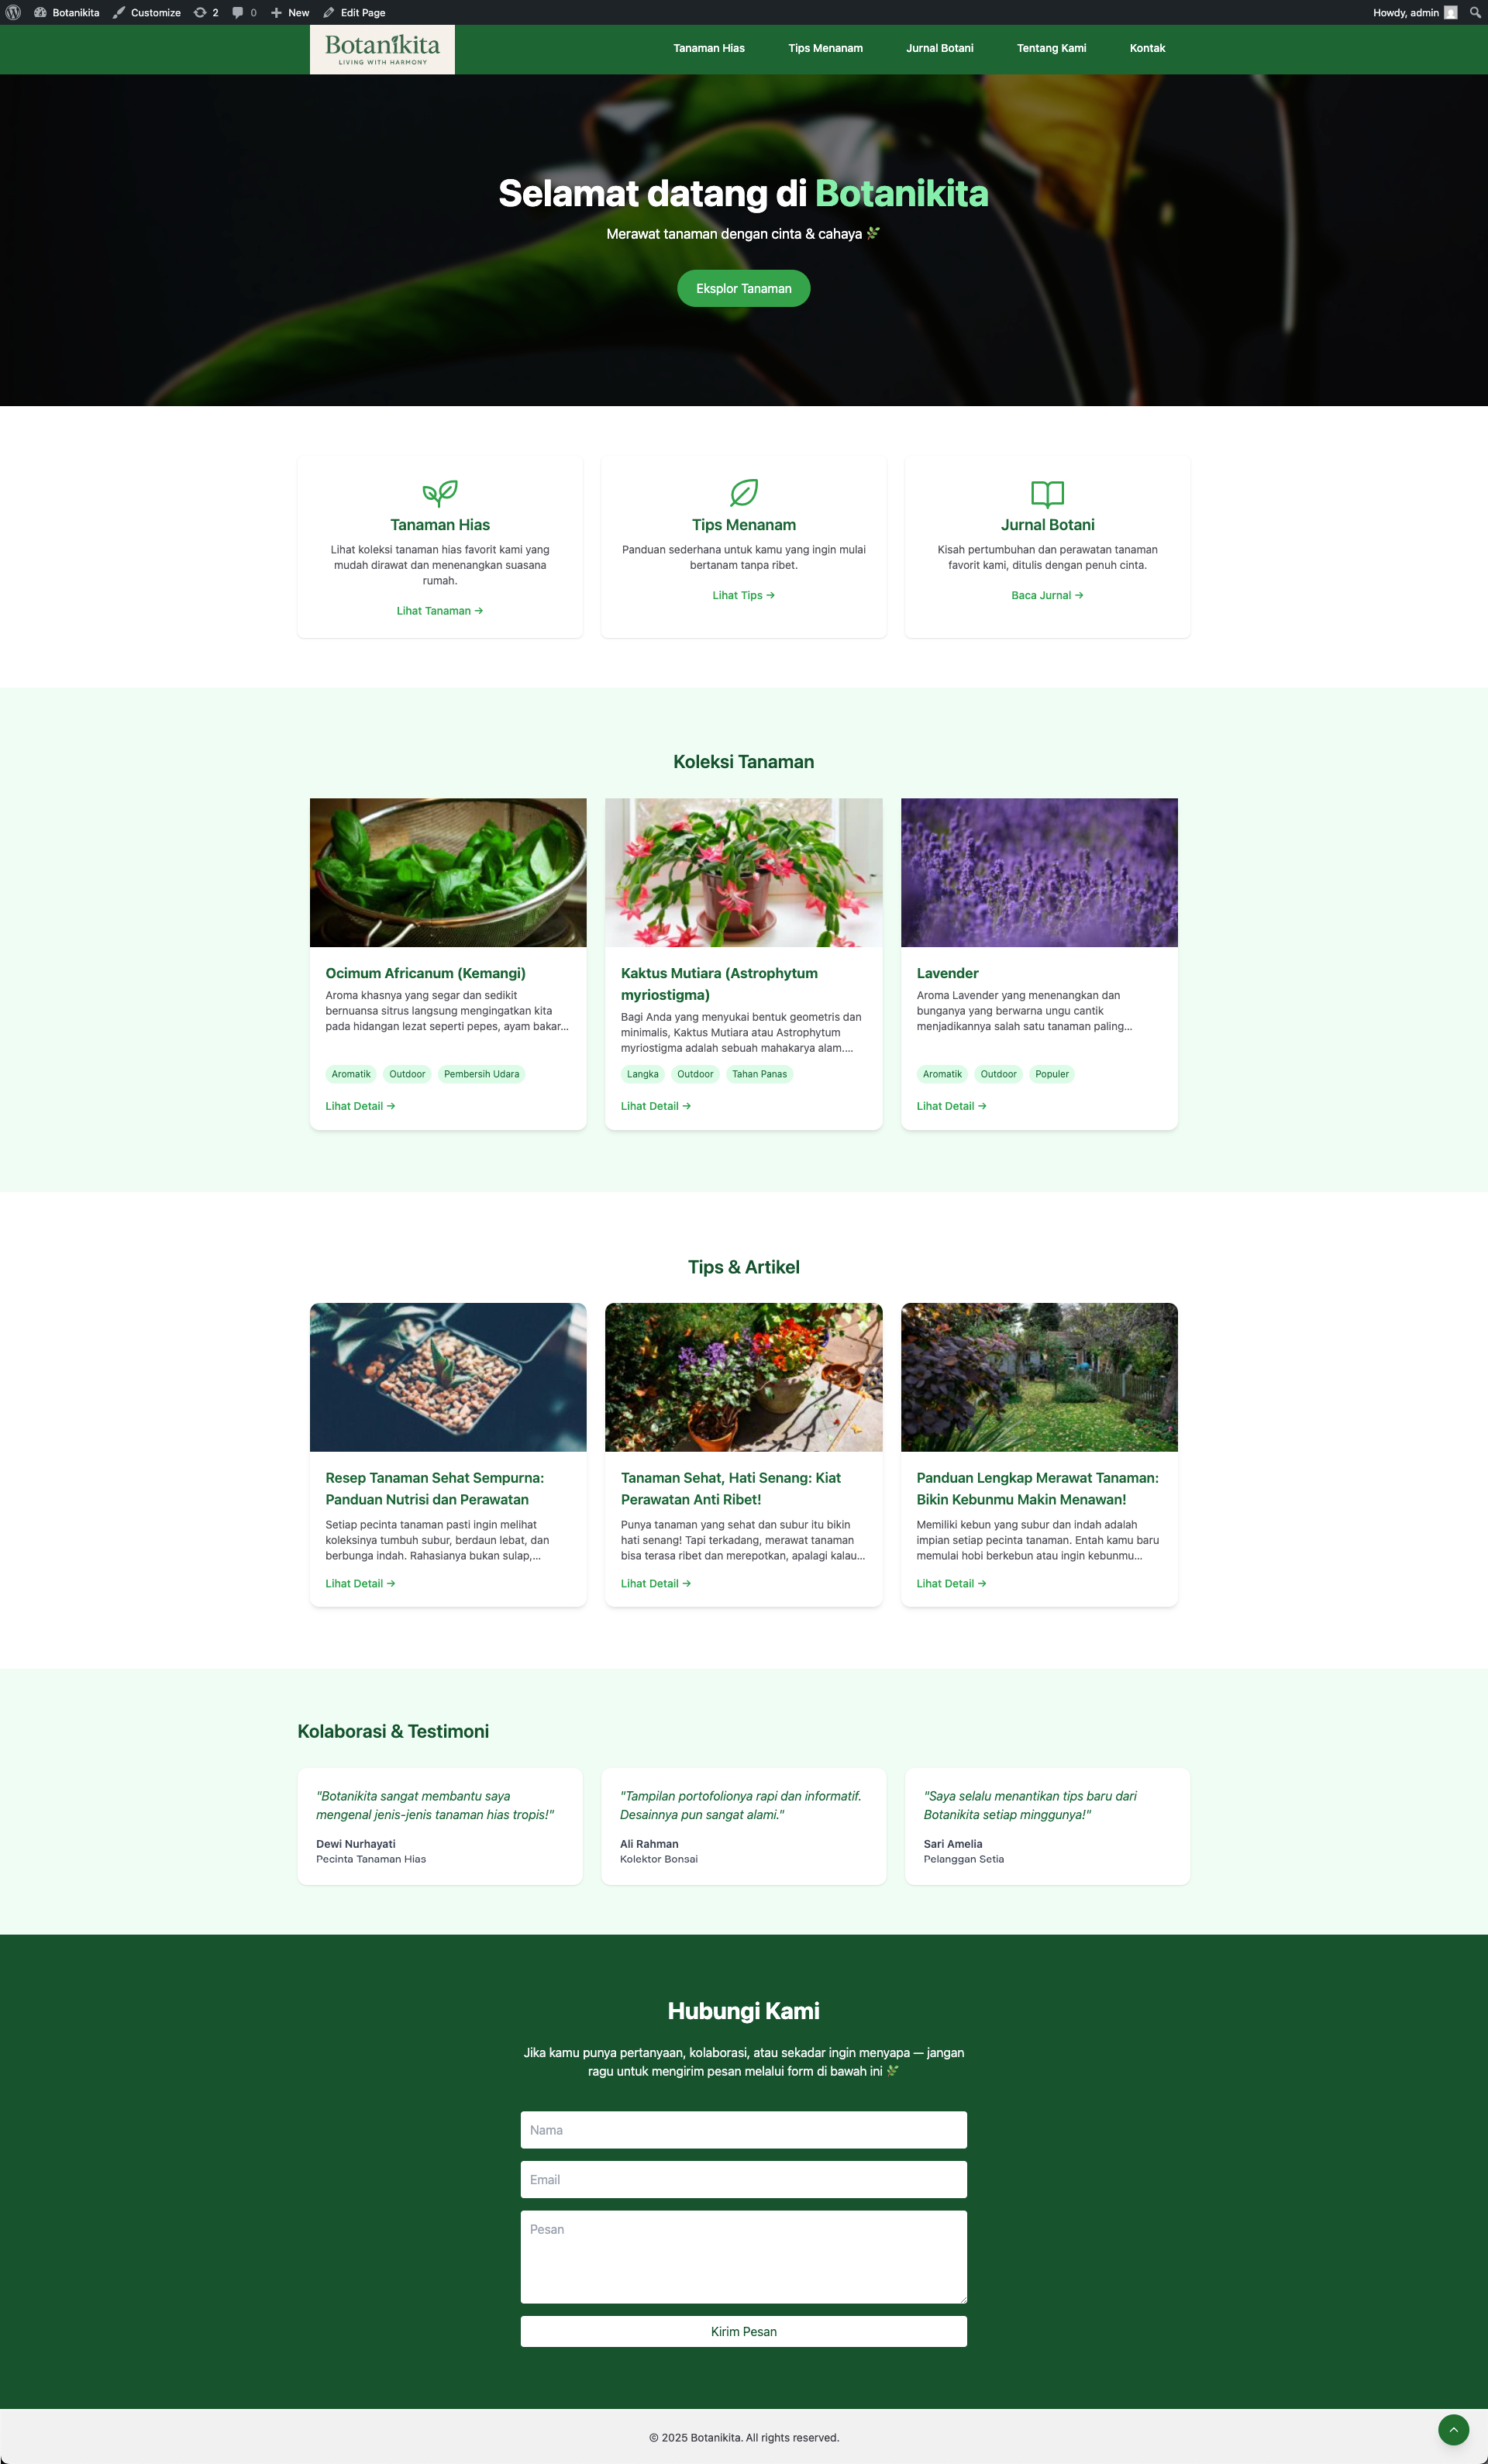 Botanikita Customize 2 0 New Edit Page Howdy, admin
Botanikita
LIVING WITH HARMONY
Tanaman Hias Tips Menanam Jurnal Botani Tentang Kami Kontak
Selamat datang di Botanikita
Merawat tanaman dengan cinta & cahaya 🌿
Eksplor Tanaman
Tanaman Hias
Lihat koleksi tanaman hias favorit kami yang
mudah dirawat dan menenangkan suasana
rumah.
Lihat Tanaman →
Tips Menanam
Panduan sederhana untuk kamu yang ingin mulai
bertanam tanpa ribet.
Lihat Tips →
Jurnal Botani
Kisah pertumbuhan dan perawatan tanaman
favorit kami, ditulis dengan penuh cinta.
Baca Jurnal →
Koleksi Tanaman
Ocimum Africanum (Kemangi)
Aroma khasnya yang segar dan sedikit
bernuansa sitrus langsung mengingatkan kita
pada hidangan lezat seperti pepes, ayam bakar...
Aromatik Outdoor Pembersih Udara
Lihat Detail →
Kaktus Mutiara (Astrophytum
myriostigma)
Bagi Anda yang menyukai bentuk geometris dan
minimalis, Kaktus Mutiara atau Astrophytum
myriostigma adalah sebuah mahakarya alam....
Langka Outdoor Tahan Panas
Lihat Detail →
Lavender
Aroma Lavender yang menenangkan dan
bunganya yang berwarna ungu cantik
menjadikannya salah satu tanaman paling...
Aromatik Outdoor Populer
Lihat Detail →
Tips & Artikel
Resep Tanaman Sehat Sempurna:
Panduan Nutrisi dan Perawatan
Setiap pecinta tanaman pasti ingin melihat
koleksinya tumbuh subur, berdaun lebat, dan
berbunga indah. Rahasianya bukan sulap,...
Lihat Detail →
Tanaman Sehat, Hati Senang: Kiat
Perawatan Anti Ribet!
Punya tanaman yang sehat dan subur itu bikin
hati senang! Tapi terkadang, merawat tanaman
bisa terasa ribet dan merepotkan, apalagi kalau...
Lihat Detail →
Panduan Lengkap Merawat Tanaman:
Bikin Kebunmu Makin Menawan!
Memiliki kebun yang subur dan indah adalah
impian setiap pecinta tanaman. Entah kamu baru
memulai hobi berkebun atau ingin kebunmu...
Lihat Detail →
Kolaborasi & Testimoni
"Botanikita sangat membantu saya
mengenal jenis-jenis tanaman hias tropis!"
Dewi Nurhayati
Pecinta Tanaman Hias
"Tampilan portofolionya rapi dan informatif.
Desainnya pun sangat alami."
Ali Rahman
Kolektor Bonsai
"Saya selalu menantikan tips baru dari
Botanikita setiap minggunya!"
Sari Amelia
Pelanggan Setia
Hubungi Kami
Jika kamu punya pertanyaan, kolaborasi, atau sekadar ingin menyapa — jangan
ragu untuk mengirim pesan melalui form di bawah ini 🌿
Nama
Email
Pesan
Kirim Pesan
© 2025 Botanikita. All rights reserved.